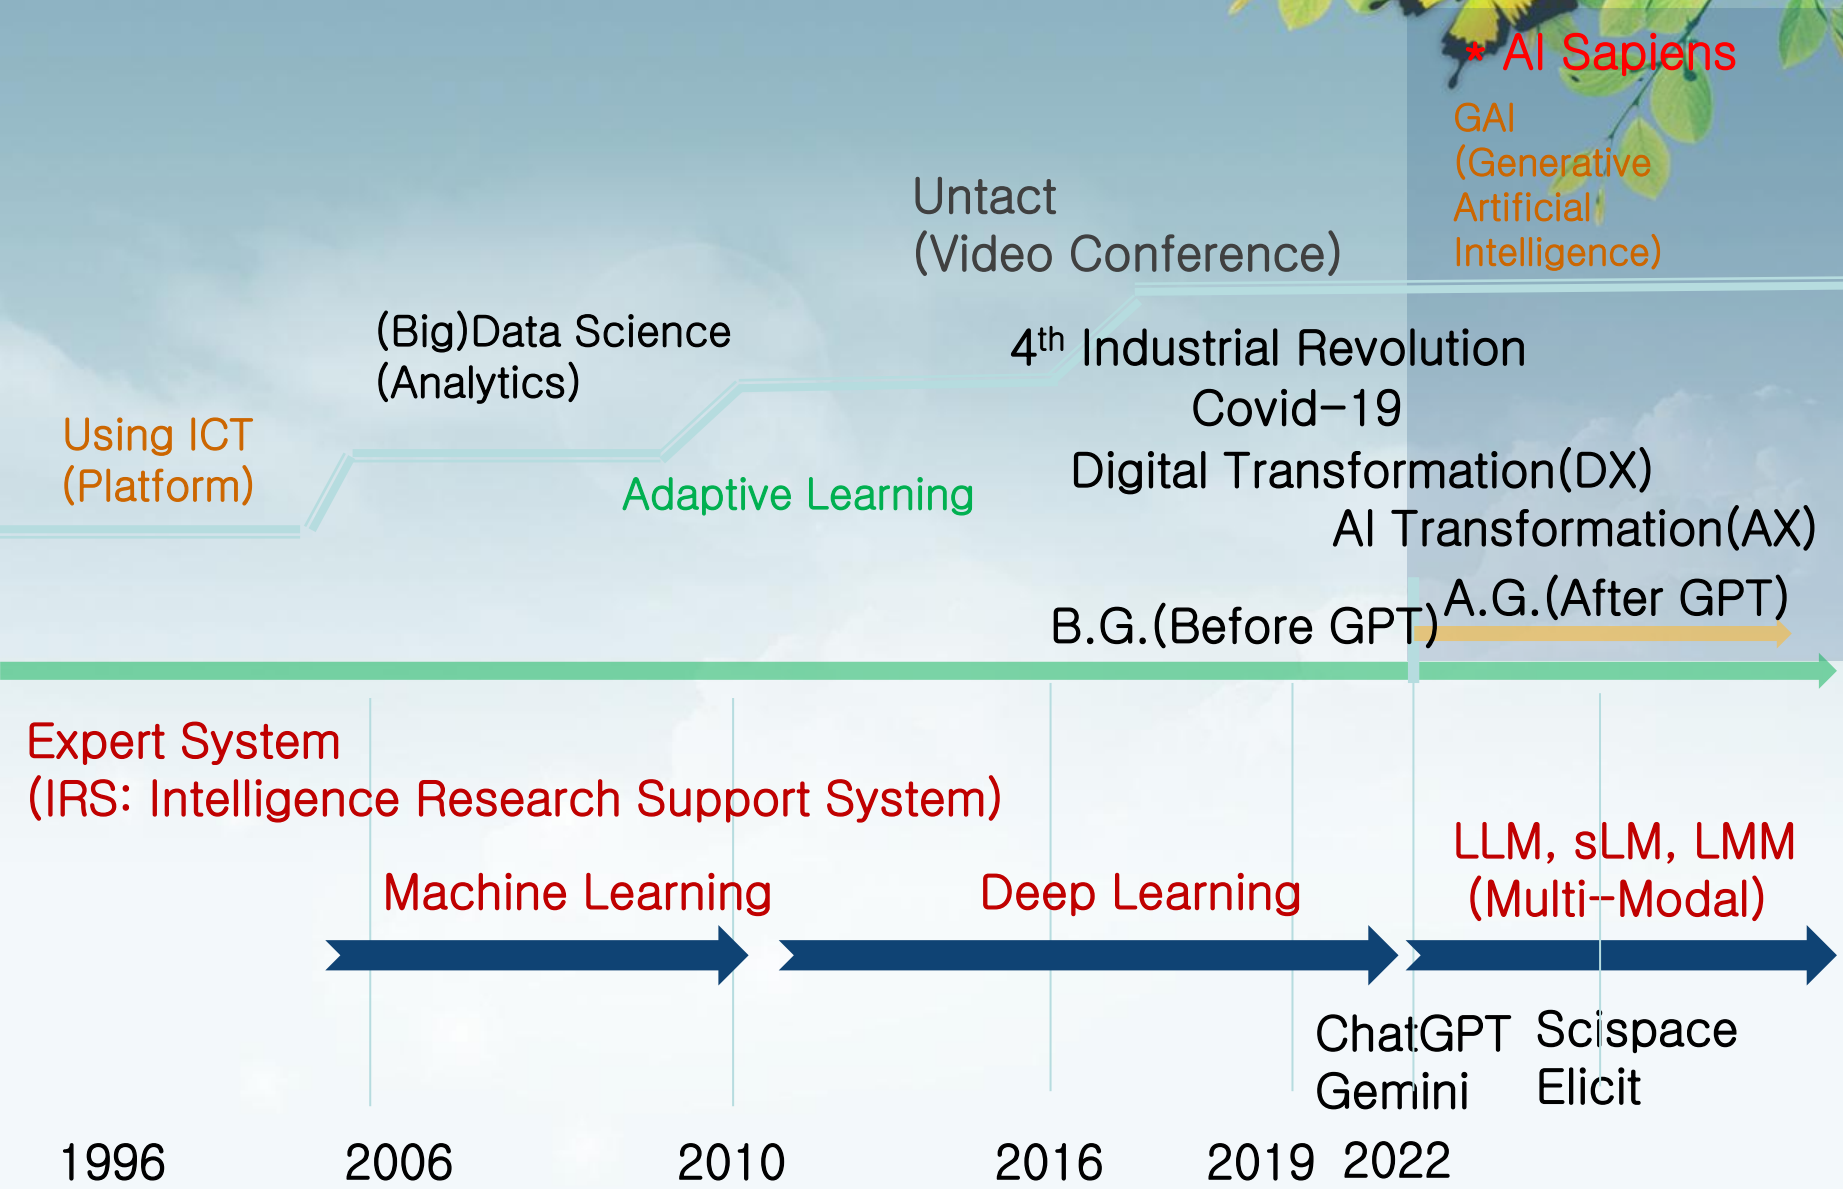 * AI Sapiens
GAI
(Generative
Artificial
Intelligence)
Untact
(Video Conference)
(Big)Data Science
(Analytics)
Using ICT
(Platform)
Adaptive Learning
4th Industrial Revolution
Covid-19
Digital Transformation(DX)
AI Transformation(AX)
B.G.(Before GPT)
A.G.(After GPT)
Expert System
(IRS: Intelligence Research Support System)
Machine Learning
Deep Learning
LLM, sLM, LMM
(Multi-Modal)
ChatGPT
Gemini
Scispace
Elicit
1996 2006 2010 2016 2019 2022